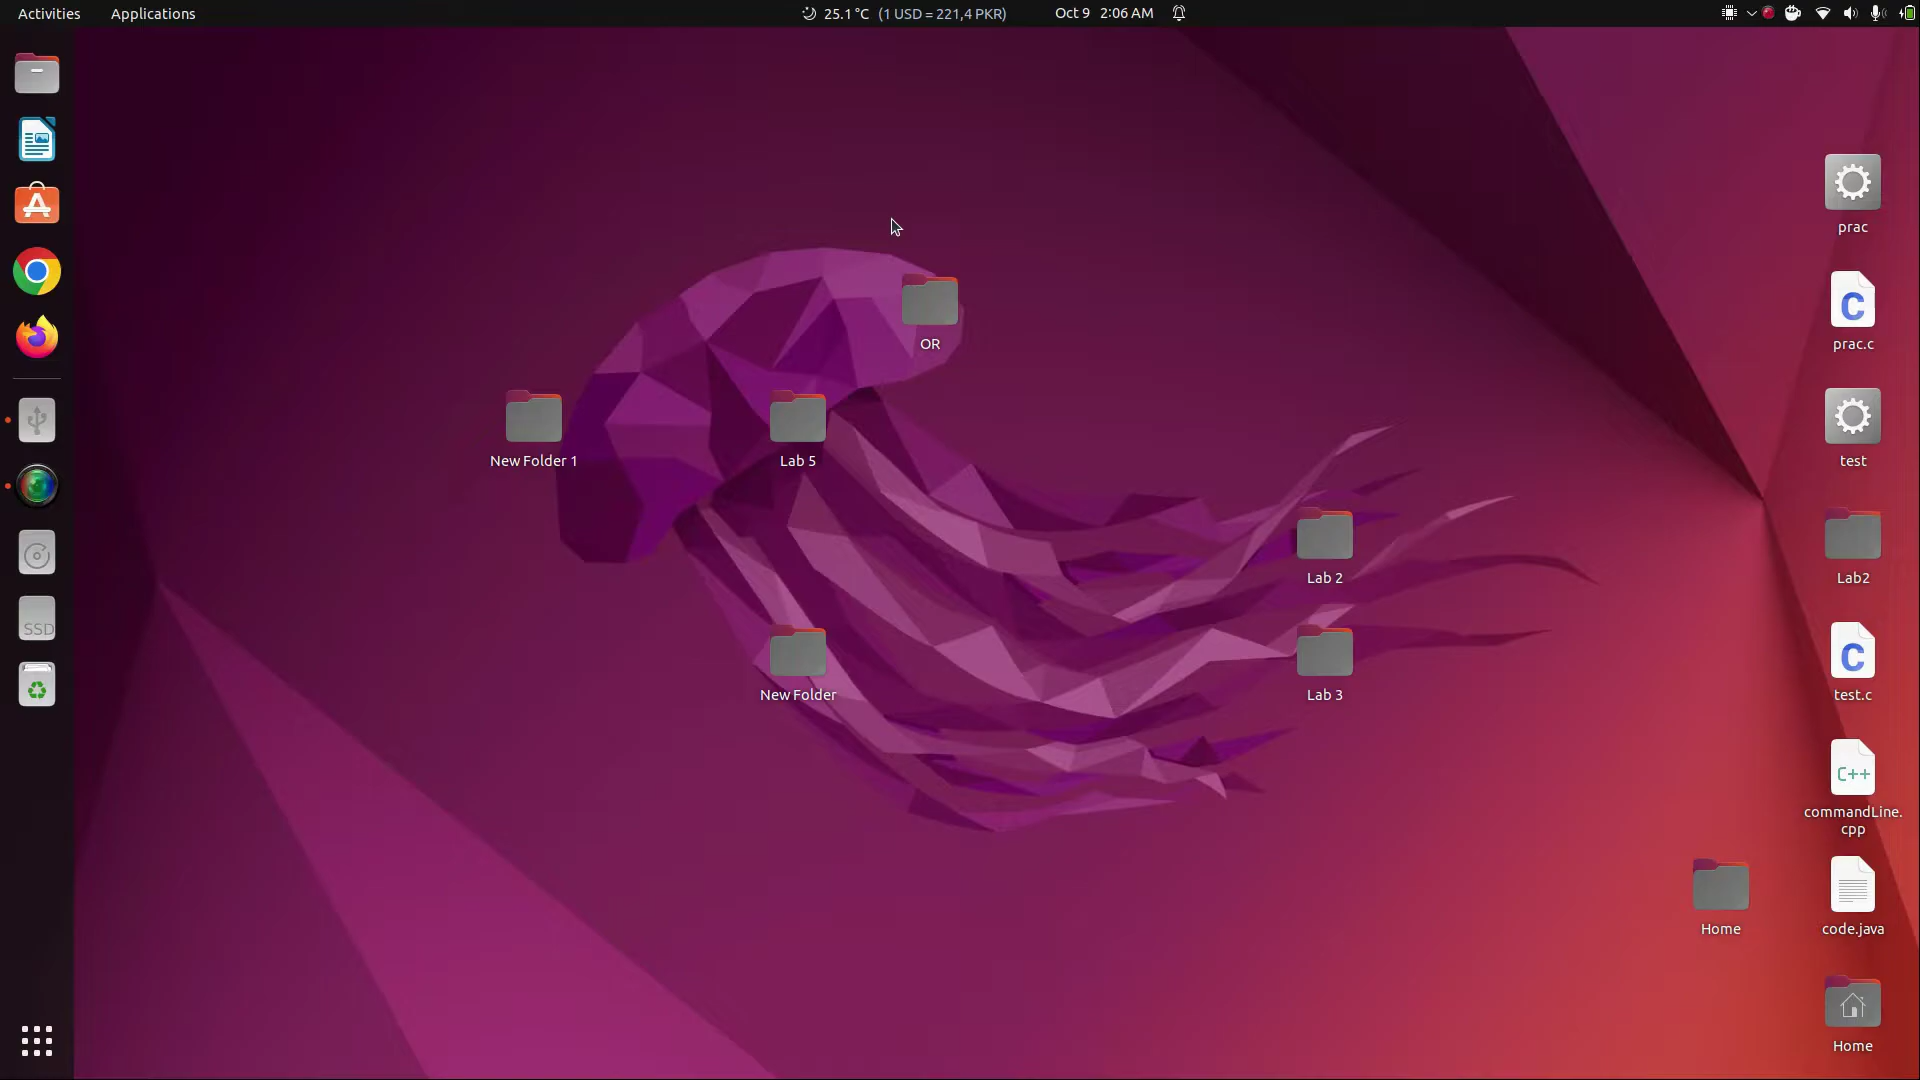 Activities
Applications
25.1 °C (1 USD = 221,4 PKR)
Oct 9 2:06 AM
prac
C
prac.c
OR
test
New Folder 1
Lab 5
Lab 2
Lab2
SSD
New Folder
Lab 3
C
test.c
C++
commandLine.
cpp
Home
code.java
Home